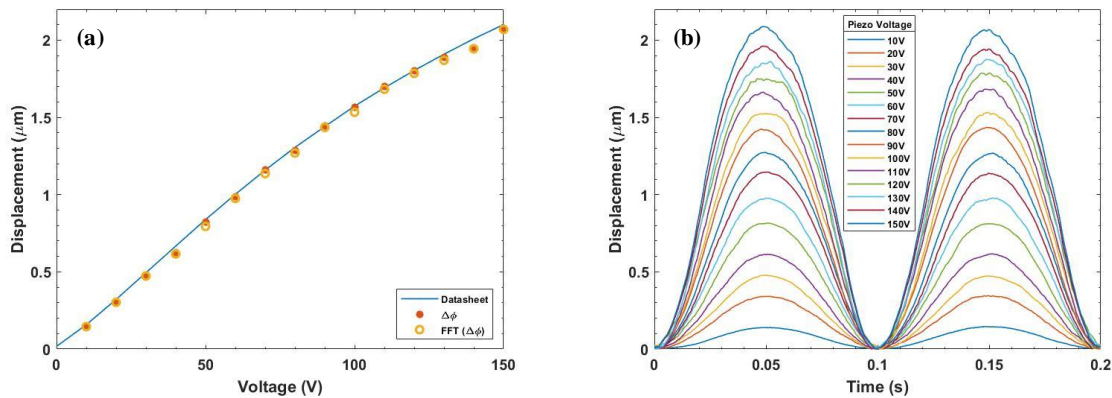 (a)
Displacement (μm)
2
1.5
1
0.5
0
0
50
100
150
Voltage (V)
Datasheet
Δϕ
FFT (Δϕ)
(b)
Displacement (μm)
2
1.5
1
0.5
0
0
0.05
0.1
0.15
0.2
Time (s)
Piezo Voltage
10V
20V
30V
40V
50V
60V
70V
80V
90V
100V
110V
120V
130V
140V
150V